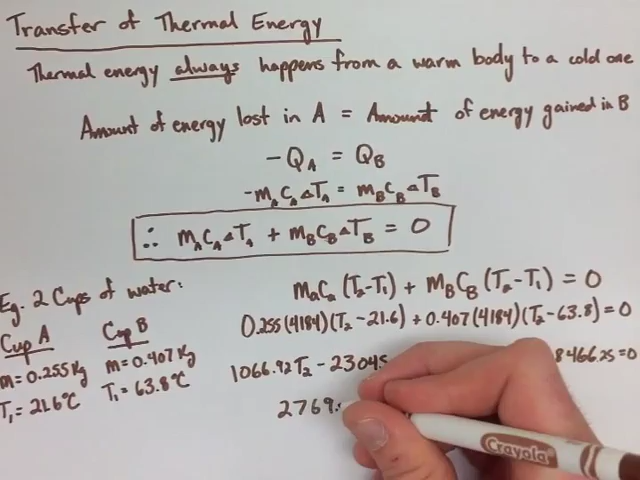 Transfer of Thermal Energy
Thermal energy always happens from a warm body to a cold one
Amount of energy lost in A = Amount of energy gained in B
-QA = QB
-mACAΔTA = mBCBΔTB
∴ mACAΔTA + mBCBΔTB = 0
Eg. 2 Cups of water:
Cup A
m = 0.255 Kg
T1 = 21.6°C
Cup B
m = 0.407 Kg
T1 = 63.8°C
maCa (T2-T1) + mBCB (T2-T1) = 0
0.255(4184)(T2-21.6) + 0.407(4184)(T2-63.8) = 0
1066.92T2 - 23045 8466.25 = 0
2769.
Crayola